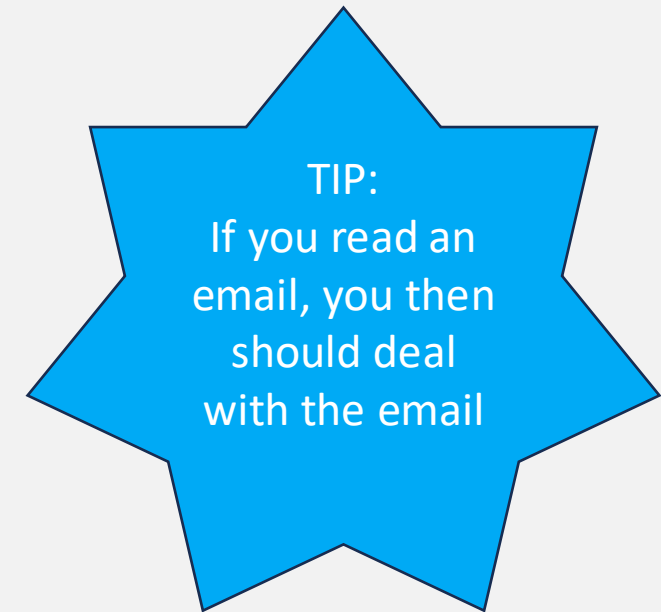 TIP:
If you read an
email, you then
should deal
with the email